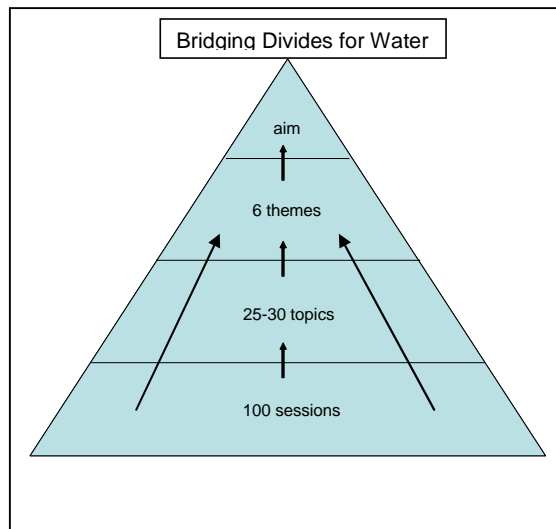 Bridging Divides for Water
aim
6 themes
25-30 topics
100 sessions